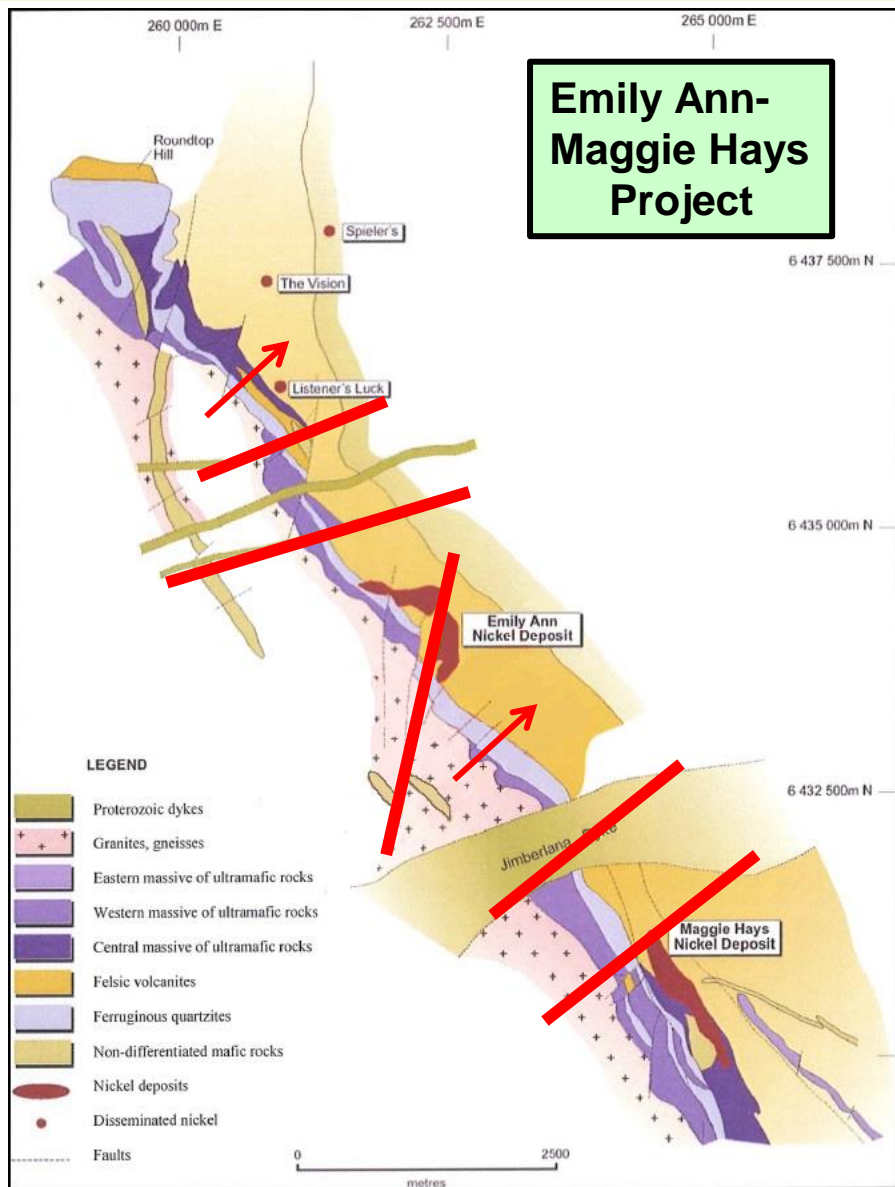 260 000m E
262 500m E
265 000m E
Emily Ann-
Maggie Hays
Project
Roundtop
Hill
Spieler's
6 437 500m N
The Vision
Listener's Luck
6 435 000m N
Emily Ann
Nickel Deposit
6 432 500m N
Jimberlana
Maggie Hays
Nickel Deposit
LEGEND
Proterozoic dykes
Granites, gneisses
Eastern massive of ultramafic rocks
Western massive of ultramafic rocks
Central massive of ultramafic rocks
Felsic volcanites
Ferruginous quartzites
Non-differentiated mafic rocks
Nickel deposits
Disseminated nickel
Faults
0
2500
metres